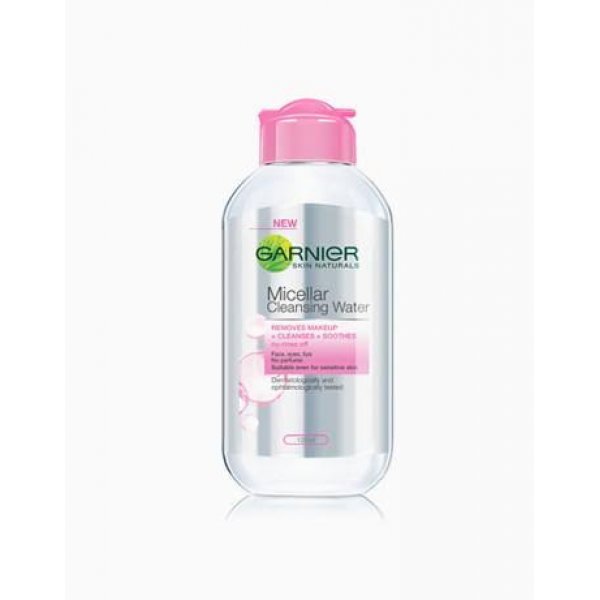 NEW
GARNIER
SKIN NATURALS
Micellar
Cleansing Water
REMOVES MAKEUP
+ CLEANSES + SOOTHES
no rinse off
Face, eyes, lips
No perfume
Suitable even for sensitive skin
Dermatologically and
ophtalmologically tested